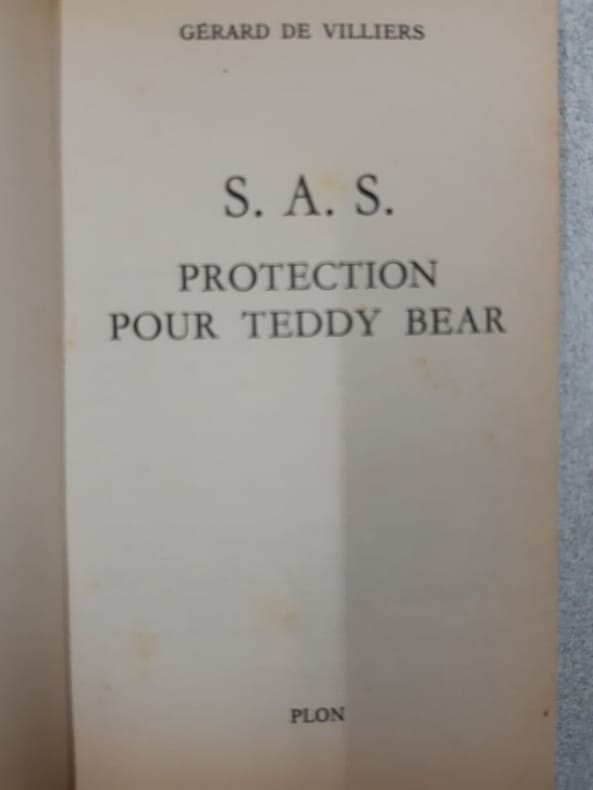 GÉRARD DE VILLIERS
S. A. S.
PROTECTION
POUR TEDDY BEAR
PLON